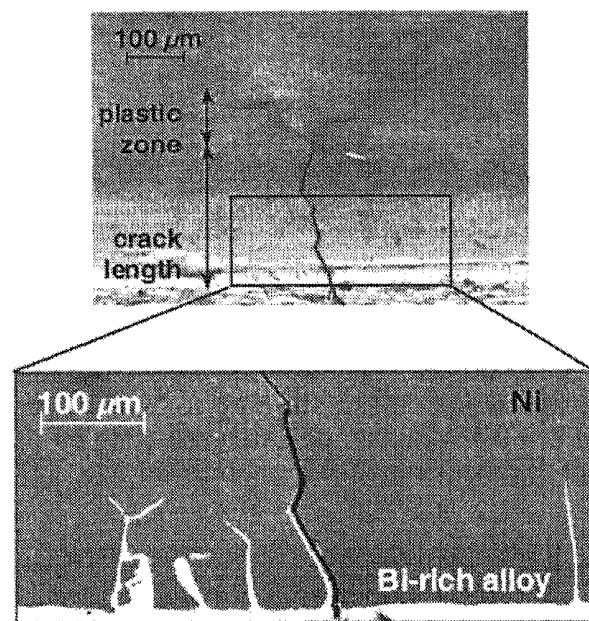 100 μm
plastic
zone
crack
length
100 μm
Ni
Bi-rich alloy